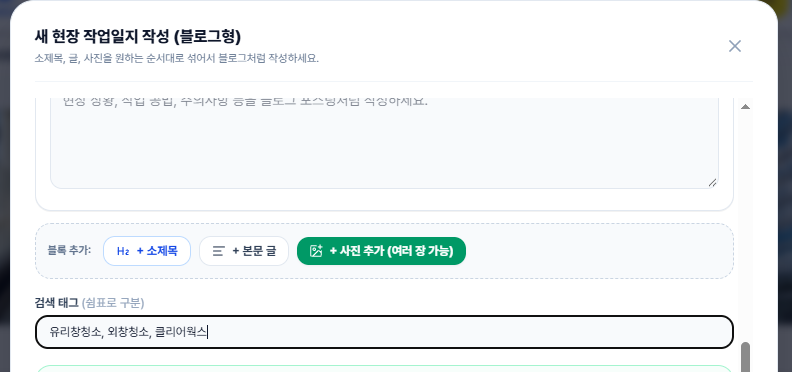 새 현장 작업일지 작성 (블로그형)
소제목, 글, 사진을 원하는 순서대로 섞어서 블로그처럼 작성하세요.
현장 상황, 작업 공법, 주의사항 등을 블로그 포스팅처럼 작성하세요.
블록 추가: H2 + 소제목 + 본문 글 + 사진 추가 (여러 장 가능)
검색 태그 (쉼표로 구분)
유리창청소, 외창청소, 클리어웍스